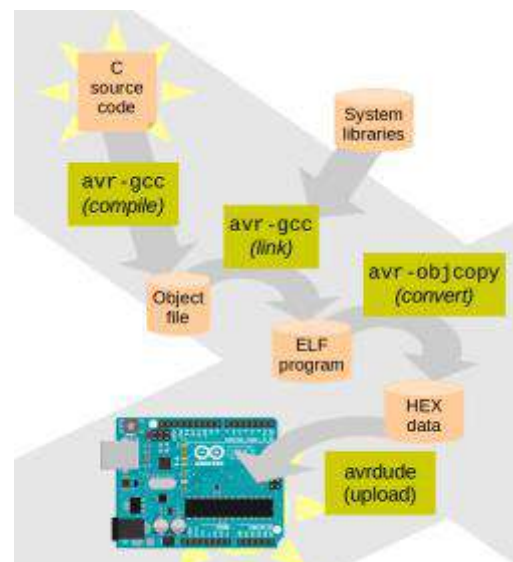 C
source
code
System
libraries
avr-gcc
(compile)
avr-gcc
(link)
avr-objcopy
(convert)
Object
file
ELF
program
HEX
data
avrdude
(upload)